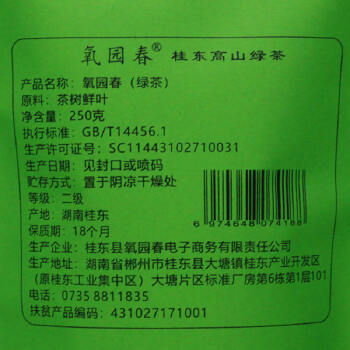 氧园春® 桂东高山绿茶
产品名称：氧园春（绿茶）
原料：茶树鲜叶
净含量：250克
执行标准：GB/T14456.1
生产许可证号：SC11443102710031
生产日期：见封口或喷码
贮存方式：置于阴凉干燥处
等级：二级
产地：湖南桂东
保质期：18个月
6 974648 074188
生产企业：桂东县氧园春电子商务有限责任公司
生产地址：湖南省郴州市桂东县大塘镇桂东产业开发区
（原桂东工业集中区）大塘片区标准厂房第6栋第1层101
电话：0735 8811835
扶贫产品编号：431027171001